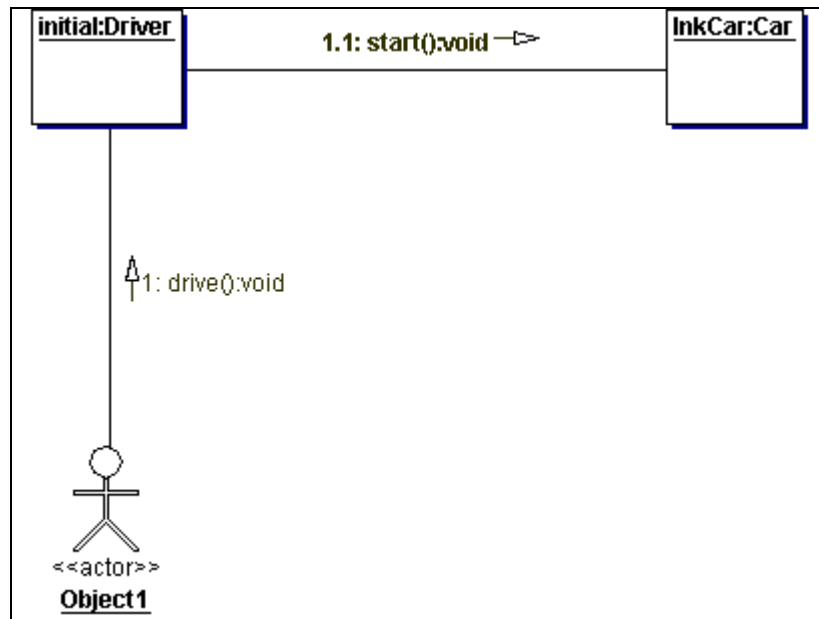 initial:Driver
1.1: start():void
lnkCar:Car
1: drive():void
<<actor>>
Object1